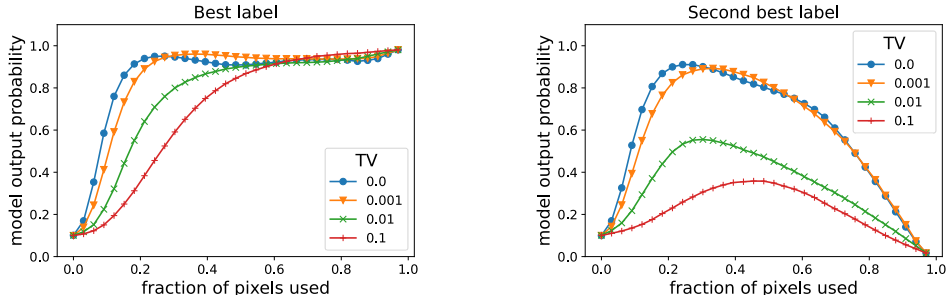 Best label
model output probability
1.0
0.8
0.6
0.4
0.2
0.0
TV
0.0
0.001
0.01
0.1
0.0 0.2 0.4 0.6 0.8 1.0
fraction of pixels used
Second best label
model output probability
1.0
0.8
0.6
0.4
0.2
0.0
TV
0.0
0.001
0.01
0.1
0.0 0.2 0.4 0.6 0.8 1.0
fraction of pixels used